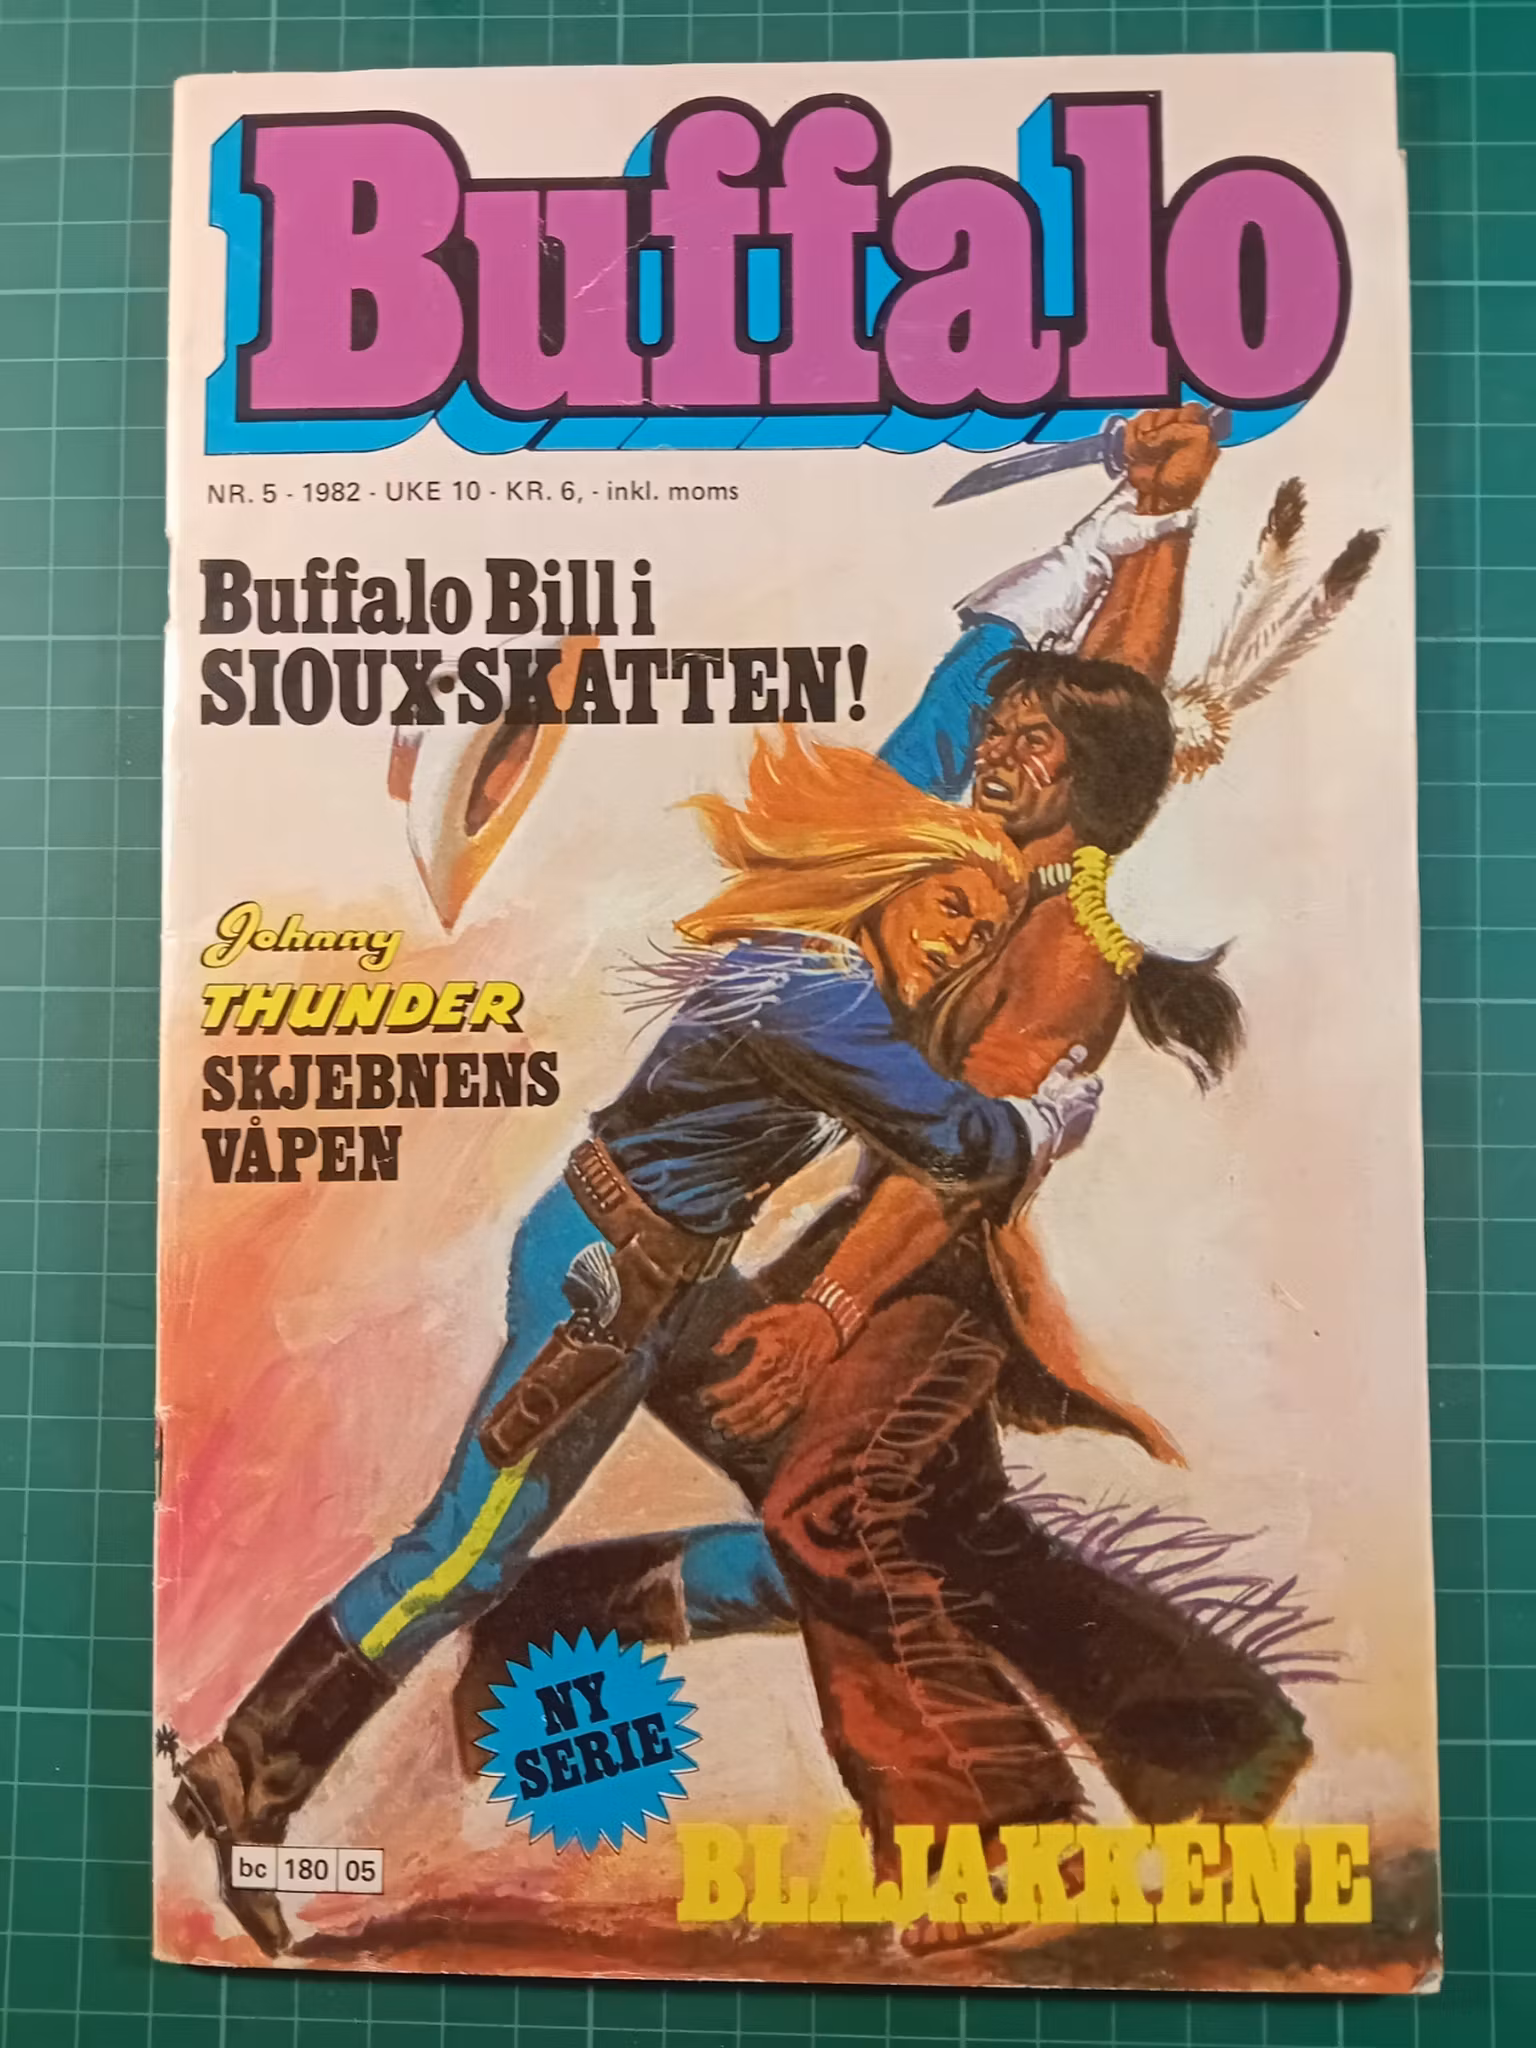 Buffalo
NR. 5 - 1982 - UKE 10 - KR. 6, - inkl. moms
Buffalo Bill i
SIOUX-SKATTEN!
Johnny
THUNDER
SKJEBNENS
VÅPEN
NY
SERIE
BLÅJAKKENE
bc 180 05